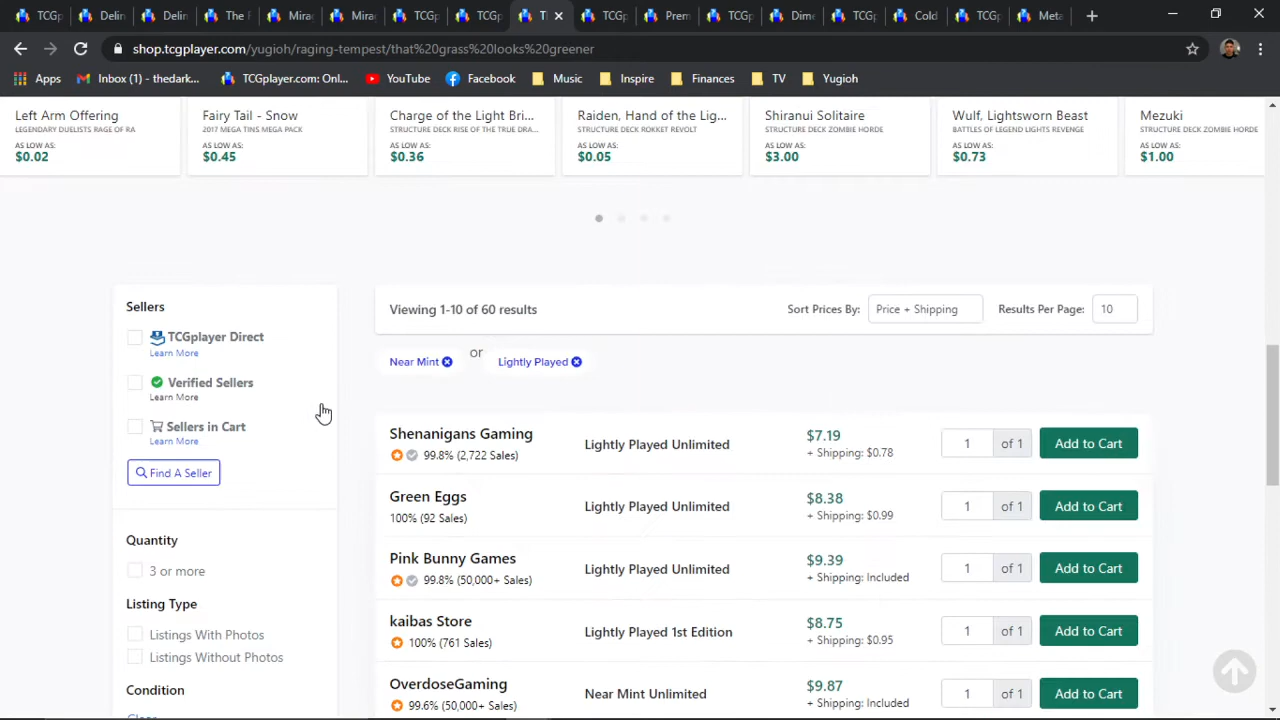 TCGp
Delin
Delin
The F
Mirac
Mirac
TCGp
TCGp
TI
TCGp
Prem
TCGp
Dime
TCGp
Cold
TCGp
Meta
shop.tcgplayer.com/yugioh/raging-tempest/that%20grass%20looks%20greener
Apps
Inbox (1) - thedark...
TCGplayer.com: Onl...
YouTube
Facebook
Music
Inspire
Finances
TV
Yugioh
Left Arm Offering
LEGENDARY DUELISTS RAGE OF RA
AS LOW AS:
$0.02
Fairy Tail - Snow
2017 MEGA TINS MEGA PACK
AS LOW AS:
$0.45
Charge of the Light Bri...
STRUCTURE DECK RISE OF THE TRUE DRA...
AS LOW AS:
$0.36
Raiden, Hand of the Lig...
STRUCTURE DECK ROKKET REVOLT
AS LOW AS:
$0.05
Shiranui Solitaire
STRUCTURE DECK ZOMBIE HORDE
AS LOW AS:
$3.00
Wulf, Lightsworn Beast
BATTLES OF LEGEND LIGHTS REVENGE
AS LOW AS:
$0.73
Mezuki
STRUCTURE DECK ZOMBIE HORDE
AS LOW AS:
$1.00
Sellers
TCGplayer Direct
Learn More
Verified Sellers
Learn More
Sellers in Cart
Learn More
Find A Seller
Quantity
3 or more
Listing Type
Listings With Photos
Listings Without Photos
Condition
Viewing 1-10 of 60 results
Sort Prices By: Price + Shipping
Results Per Page: 10
Near Mint or Lightly Played
Shenanigans Gaming
99.8% (2,722 Sales)
Lightly Played Unlimited
$7.19
+ Shipping: $0.78
1 of 1
Add to Cart
Green Eggs
100% (92 Sales)
Lightly Played Unlimited
$8.38
+ Shipping: $0.99
1 of 1
Add to Cart
Pink Bunny Games
99.8% (50,000+ Sales)
Lightly Played Unlimited
$9.39
+ Shipping: Included
1 of 1
Add to Cart
kaibas Store
100% (761 Sales)
Lightly Played 1st Edition
$8.75
+ Shipping: $0.95
1 of 1
Add to Cart
OverdoseGaming
99.6% (10,508 Sales)
Near Mint Unlimited
$9.87
+ Shipping: Included
1 of 1
Add to Cart